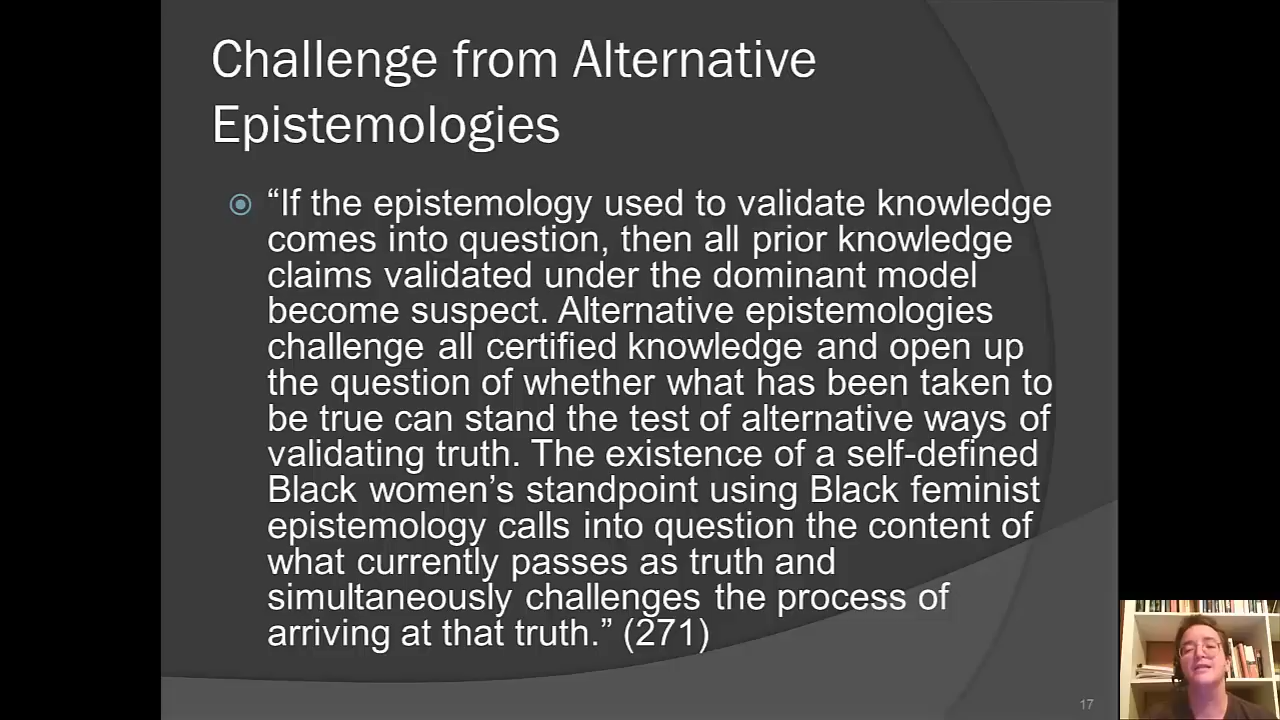 Challenge from Alternative
Epistemologies
“If the epistemology used to validate knowledge
comes into question, then all prior knowledge
claims validated under the dominant model
become suspect. Alternative epistemologies
challenge all certified knowledge and open up
the question of whether what has been taken to
be true can stand the test of alternative ways of
validating truth. The existence of a self-defined
Black women’s standpoint using Black feminist
epistemology calls into question the content of
what currently passes as truth and
simultaneously challenges the process of
arriving at that truth.” (271)
17